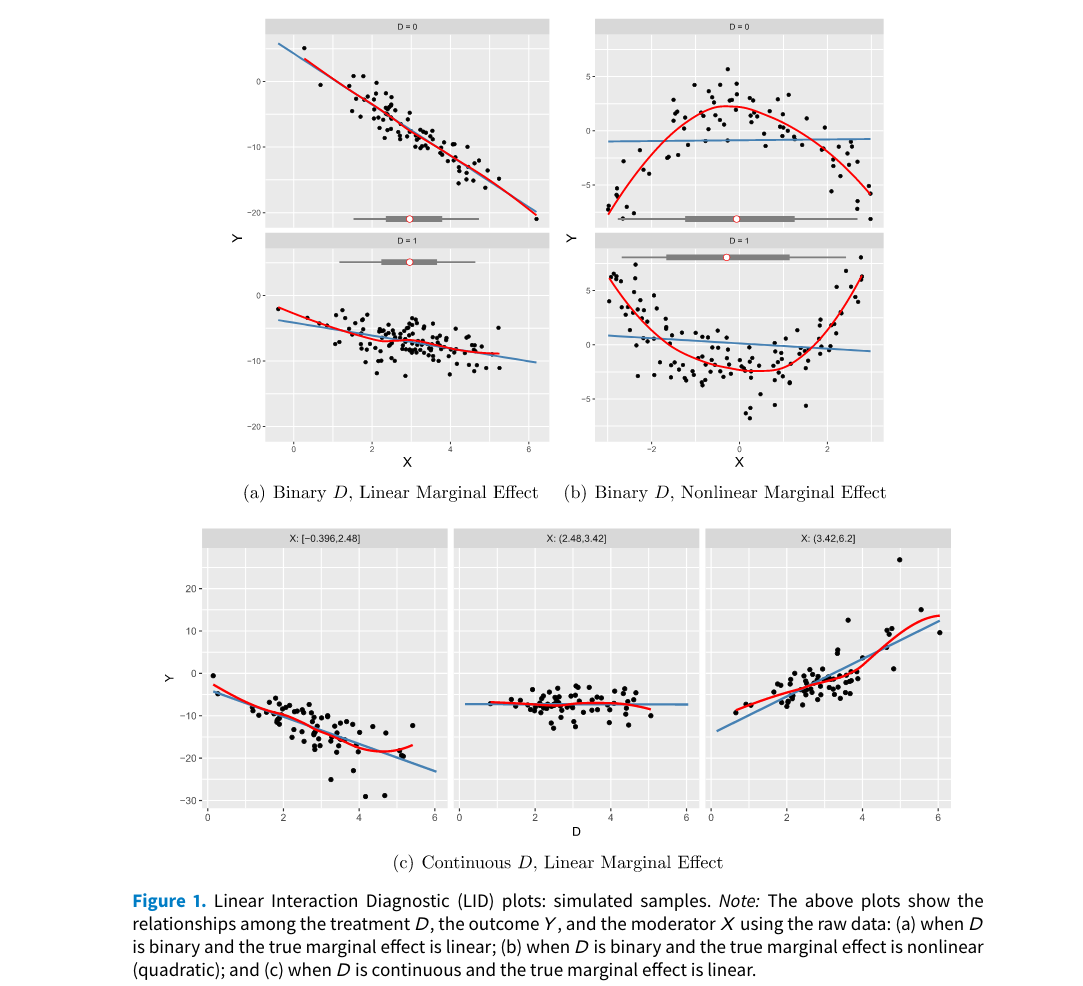 D = 0
0
−10
−20
Y
D = 1
0
−10
−20
0
2
4
6
X
D = 0
5
0
−5
Y
D = 1
5
0
−5
−2
0
2
X
(a) Binary D, Linear Marginal Effect
(b) Binary D, Nonlinear Marginal Effect
X: [−0.396,2.48]
X: (2.48,3.42]
X: (3.42,6.2]
20
10
0
−10
−20
−30
Y
0
2
4
6
0
2
4
6
0
2
4
6
D
(c) Continuous D, Linear Marginal Effect
Figure 1. Linear Interaction Diagnostic (LID) plots: simulated samples. Note: The above plots show the
relationships among the treatment D, the outcome Y, and the moderator X using the raw data: (a) when D
is binary and the true marginal effect is linear; (b) when D is binary and the true marginal effect is nonlinear
(quadratic); and (c) when D is continuous and the true marginal effect is linear.